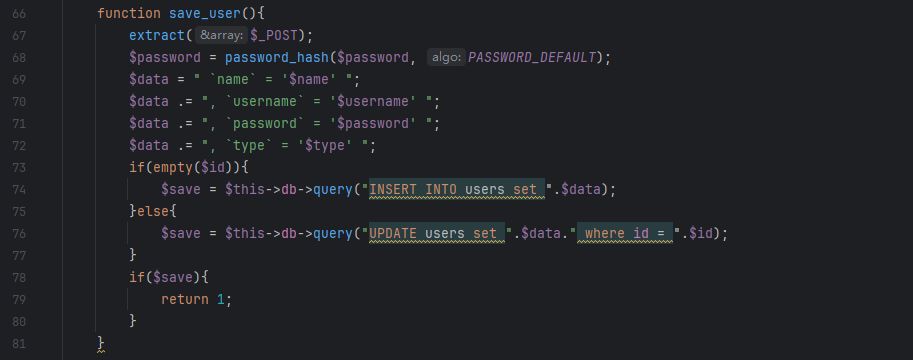 66 function save_user(){
67 extract( &array: $_POST);
68 $password = password_hash($password, algo: PASSWORD_DEFAULT);
69 $data = " `name` = '$name' ";
70 $data .= ", `username` = '$username' ";
71 $data .= ", `password` = '$password' ";
72 $data .= ", `type` = '$type' ";
73 if(empty($id)){
74 $save = $this->db->query("INSERT INTO users set ".$data);
75 }else{
76 $save = $this->db->query("UPDATE users set ".$data." where id = ".$id);
77 }
78 if($save){
79 return 1;
80 }
81 }